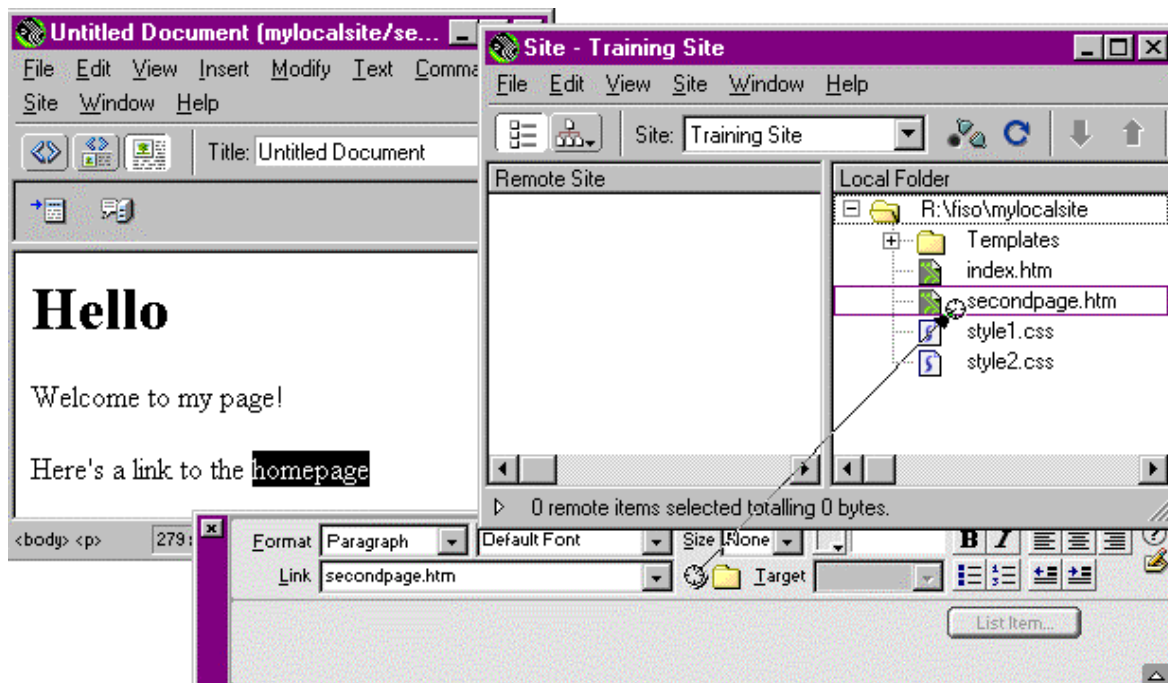 Untitled Document (mylocalsite/se...
File Edit View Insert Modify Text Comma
Site Window Help
Title: Untitled Document
Hello
Welcome to my page!
Here's a link to the homepage
<body> <p>
279
Site - Training Site
File Edit View Site Window Help
Site: Training Site
Remote Site
Local Folder
R:\fiso\mylocalsite
Templates
index.htm
secondpage.htm
style1.css
style2.css
0 remote items selected totalling 0 bytes.
Format Paragraph Default Font Size None B I
Link secondpage.htm Target
List Item...